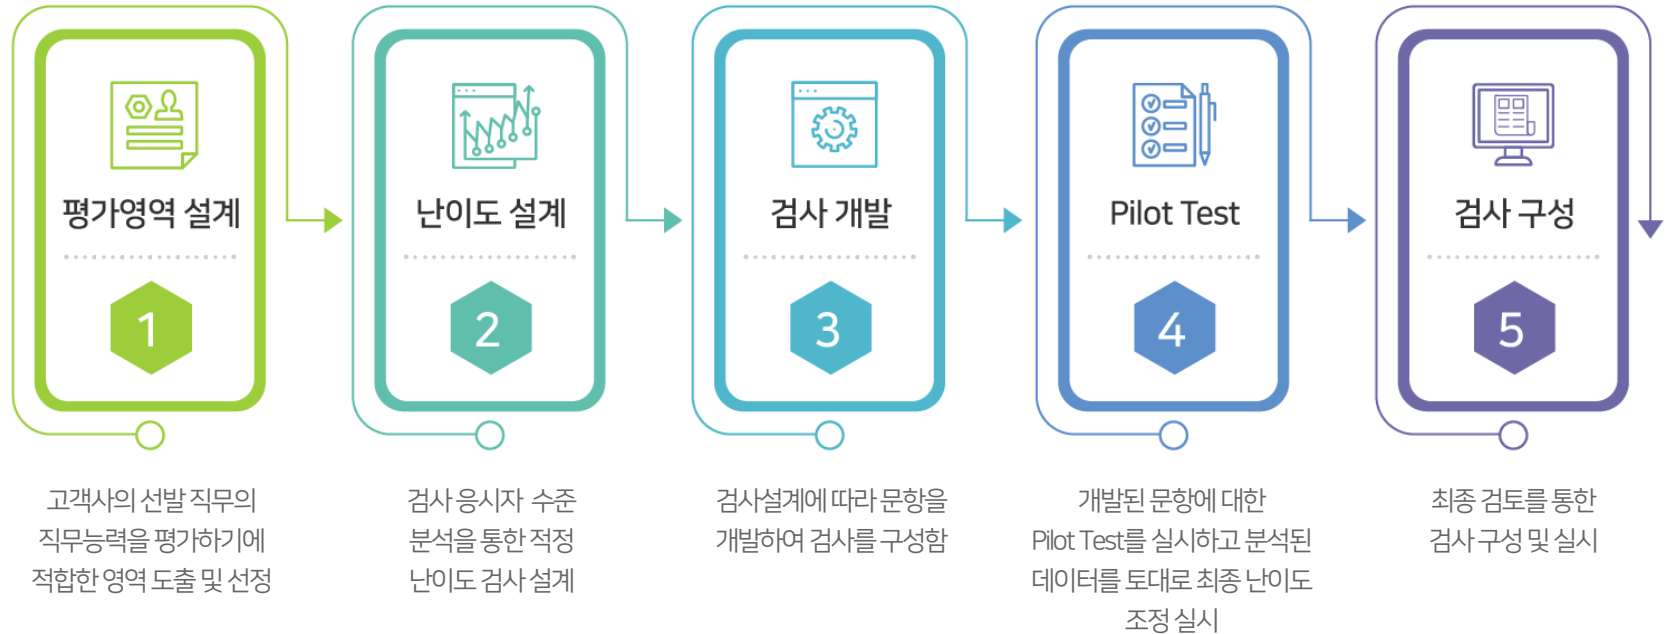 평가영역 설계
1
고객사의 선발 직무의
직무능력을 평가하기에
적합한 영역 도출 및 선정
난이도 설계
2
검사 응시자 수준
분석을 통한 적정
난이도 검사 설계
검사 개발
3
검사설계에 따라 문항을
개발하여 검사를 구성함
Pilot Test
4
개발된 문항에 대한
Pilot Test를 실시하고 분석된
데이터를 토대로 최종 난이도
조정 실시
검사 구성
5
최종 검토를 통한
검사 구성 및 실시